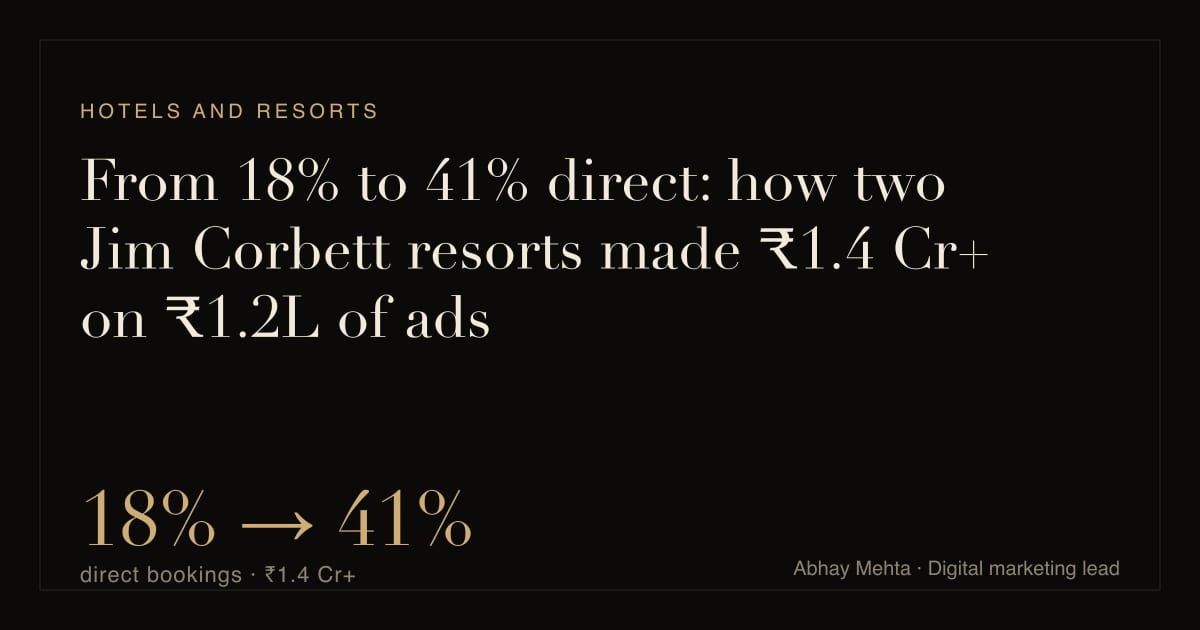 HOTELS AND RESORTS
From 18% to 41% direct: how two
Jim Corbett resorts made ₹1.4 Cr+
on ₹1.2L of ads
18% → 41%
direct bookings · ₹1.4 Cr+
Abhay Mehta · Digital marketing lead